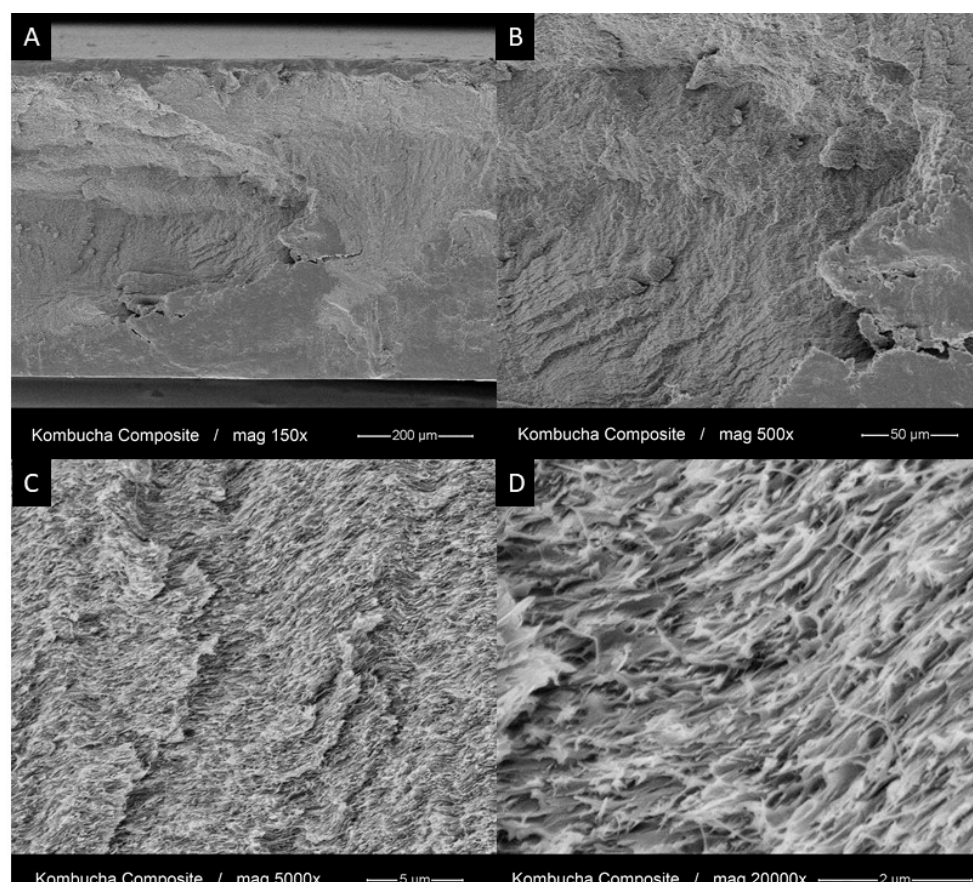 A
B
Kombucha Composite / mag 150x 200 µm
Kombucha Composite / mag 500x 50 µm
C
D
Kombucha Composite / mag 5000x 5 µm
Kombucha Composite / mag 20000x 2 µm